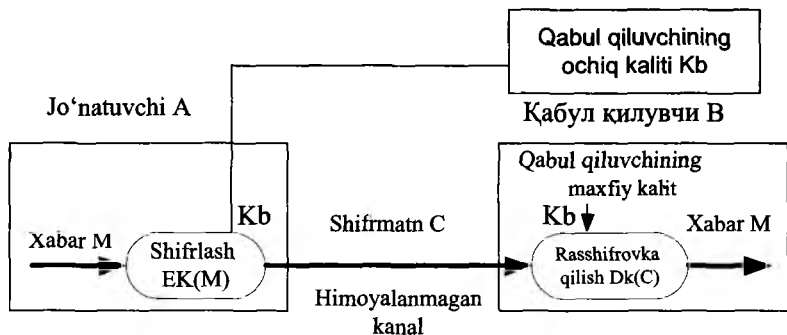 Qabul qiluvchining
ochiq kaliti Kb
Jo‘natuvchi A
Қабул қилувчи B
Qabul qiluvchining
maxfiy kalit
Kb
Shifrmatn C
Kb
Xabar M
Xabar M
Shifrlash
EK(M)
Rasshifrovka
qilish Dk(C)
Himoyalanmagan
kanal